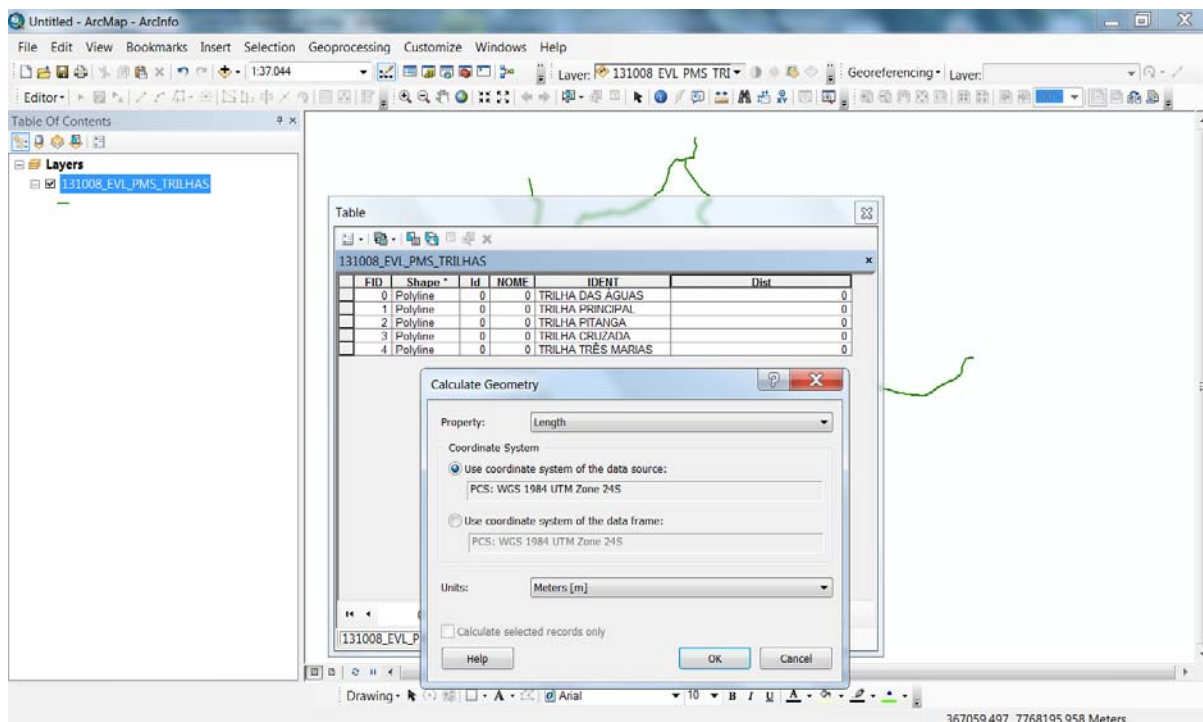 Untitled - ArcMap - ArcInfo
File Edit View Bookmarks Insert Selection Geoprocessing Customize Windows Help
1:37.044
Layer: 131008 EVL PMS TRI
Georeferencing Layer:
Editor
Table Of Contents
Layers
131008_EVL_PMS_TRILHAS
Table
131008_EVL_PMS_TRILHAS
FID Shape * Id NOME IDENT Dist
0 Polyline 0 0 TRILHA DAS ÁGUAS 0
1 Polyline 0 0 TRILHA PRINCIPAL 0
2 Polyline 0 0 TRILHA PITANGA 0
3 Polyline 0 0 TRILHA CRUZADA 0
4 Polyline 0 0 TRILHA TRÊS MARIAS 0
Calculate Geometry
Property: Length
Coordinate System
Use coordinate system of the data source:
PCS: WGS 1984 UTM Zone 24S
Use coordinate system of the data frame:
PCS: WGS 1984 UTM Zone 24S
Units: Meters [m]
Calculate selected records only
131008_EVL_P
Help OK Cancel
Drawing A Arial 10 B I U A
367059,497 7768195,958 Meters